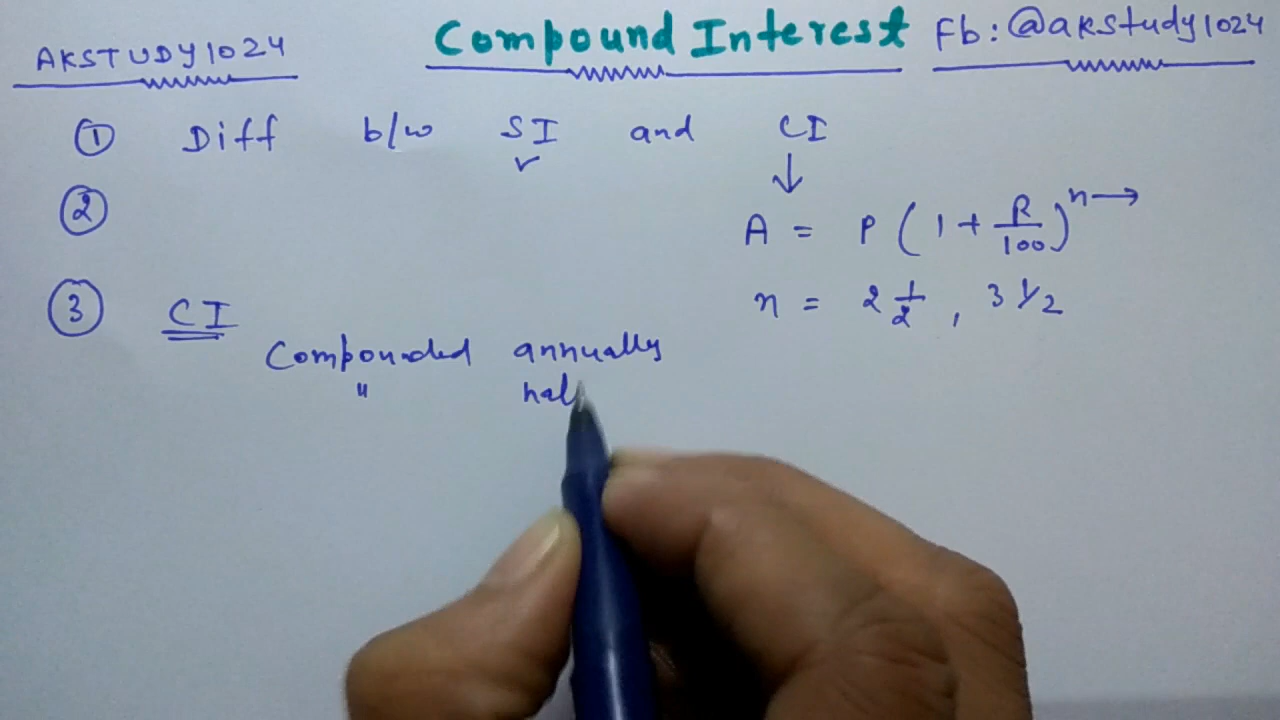 AKSTUDY1024
Compound Interest
Fb: @akstudy1024
① Diff b/w SI and CI
②
A = P (1 + R/100)^n →
n = 2 1/2, 3 1/2
③ CI
Compounded annually
" hal